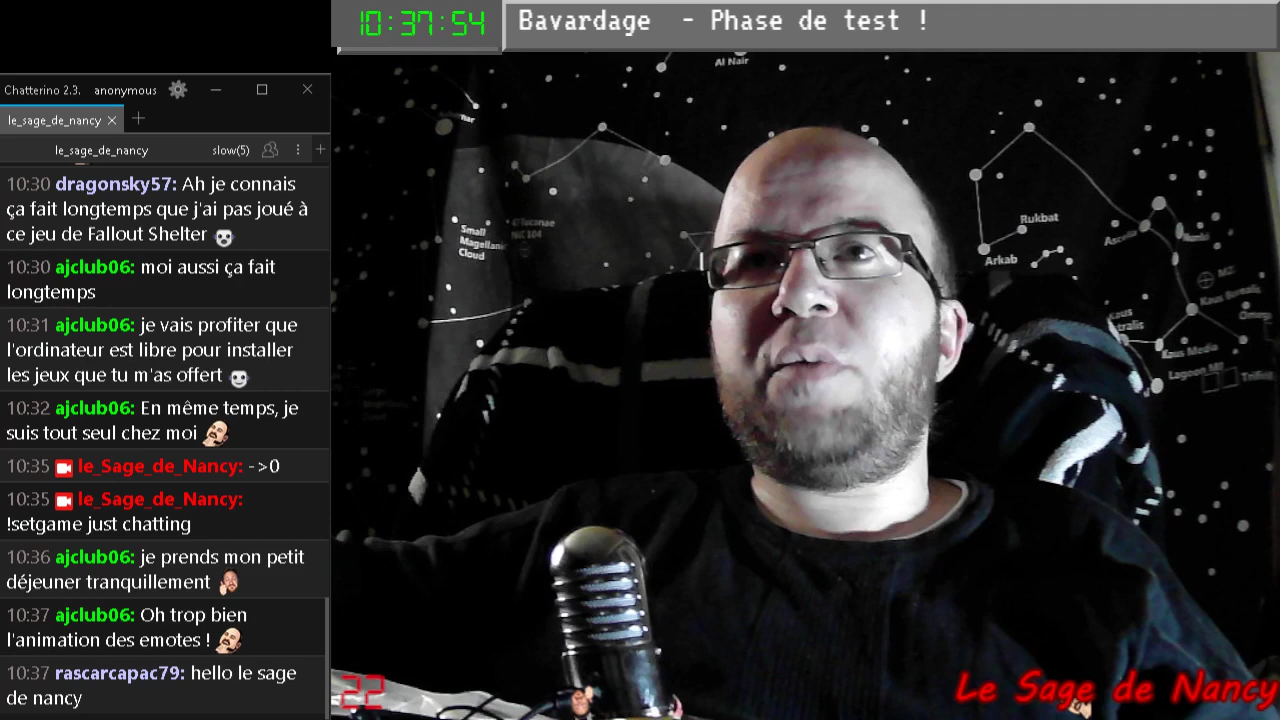 10:37:54
Bavardage - Phase de test !
Chatterino 2.3. anonymous
le_sage_de_nancy
le_sage_de_nancy slow(5)
10:30 dragonsky57: Ah je connais
ça fait longtemps que j'ai pas joué à
ce jeu de Fallout Shelter
10:30 ajclub06: moi aussi ça fait
longtemps
10:31 ajclub06: je vais profiter que
l'ordinateur est libre pour installer
les jeux que tu m'as offert
10:32 ajclub06: En même temps, je
suis tout seul chez moi
10:35 le_Sage_de_Nancy: ->0
10:35 le_Sage_de_Nancy:
!setgame just chatting
10:36 ajclub06: je prends mon petit
déjeuner tranquillement
10:37 ajclub06: Oh trop bien
l'animation des emotes !
10:37 rascarcapac79: hello le sage
de nancy
Al Nair
Small
Magellanic
Cloud
Rukbat
Arkab
Kaus Borealis
Kaus Media
Lagoon
22
Le Sage de Nancy